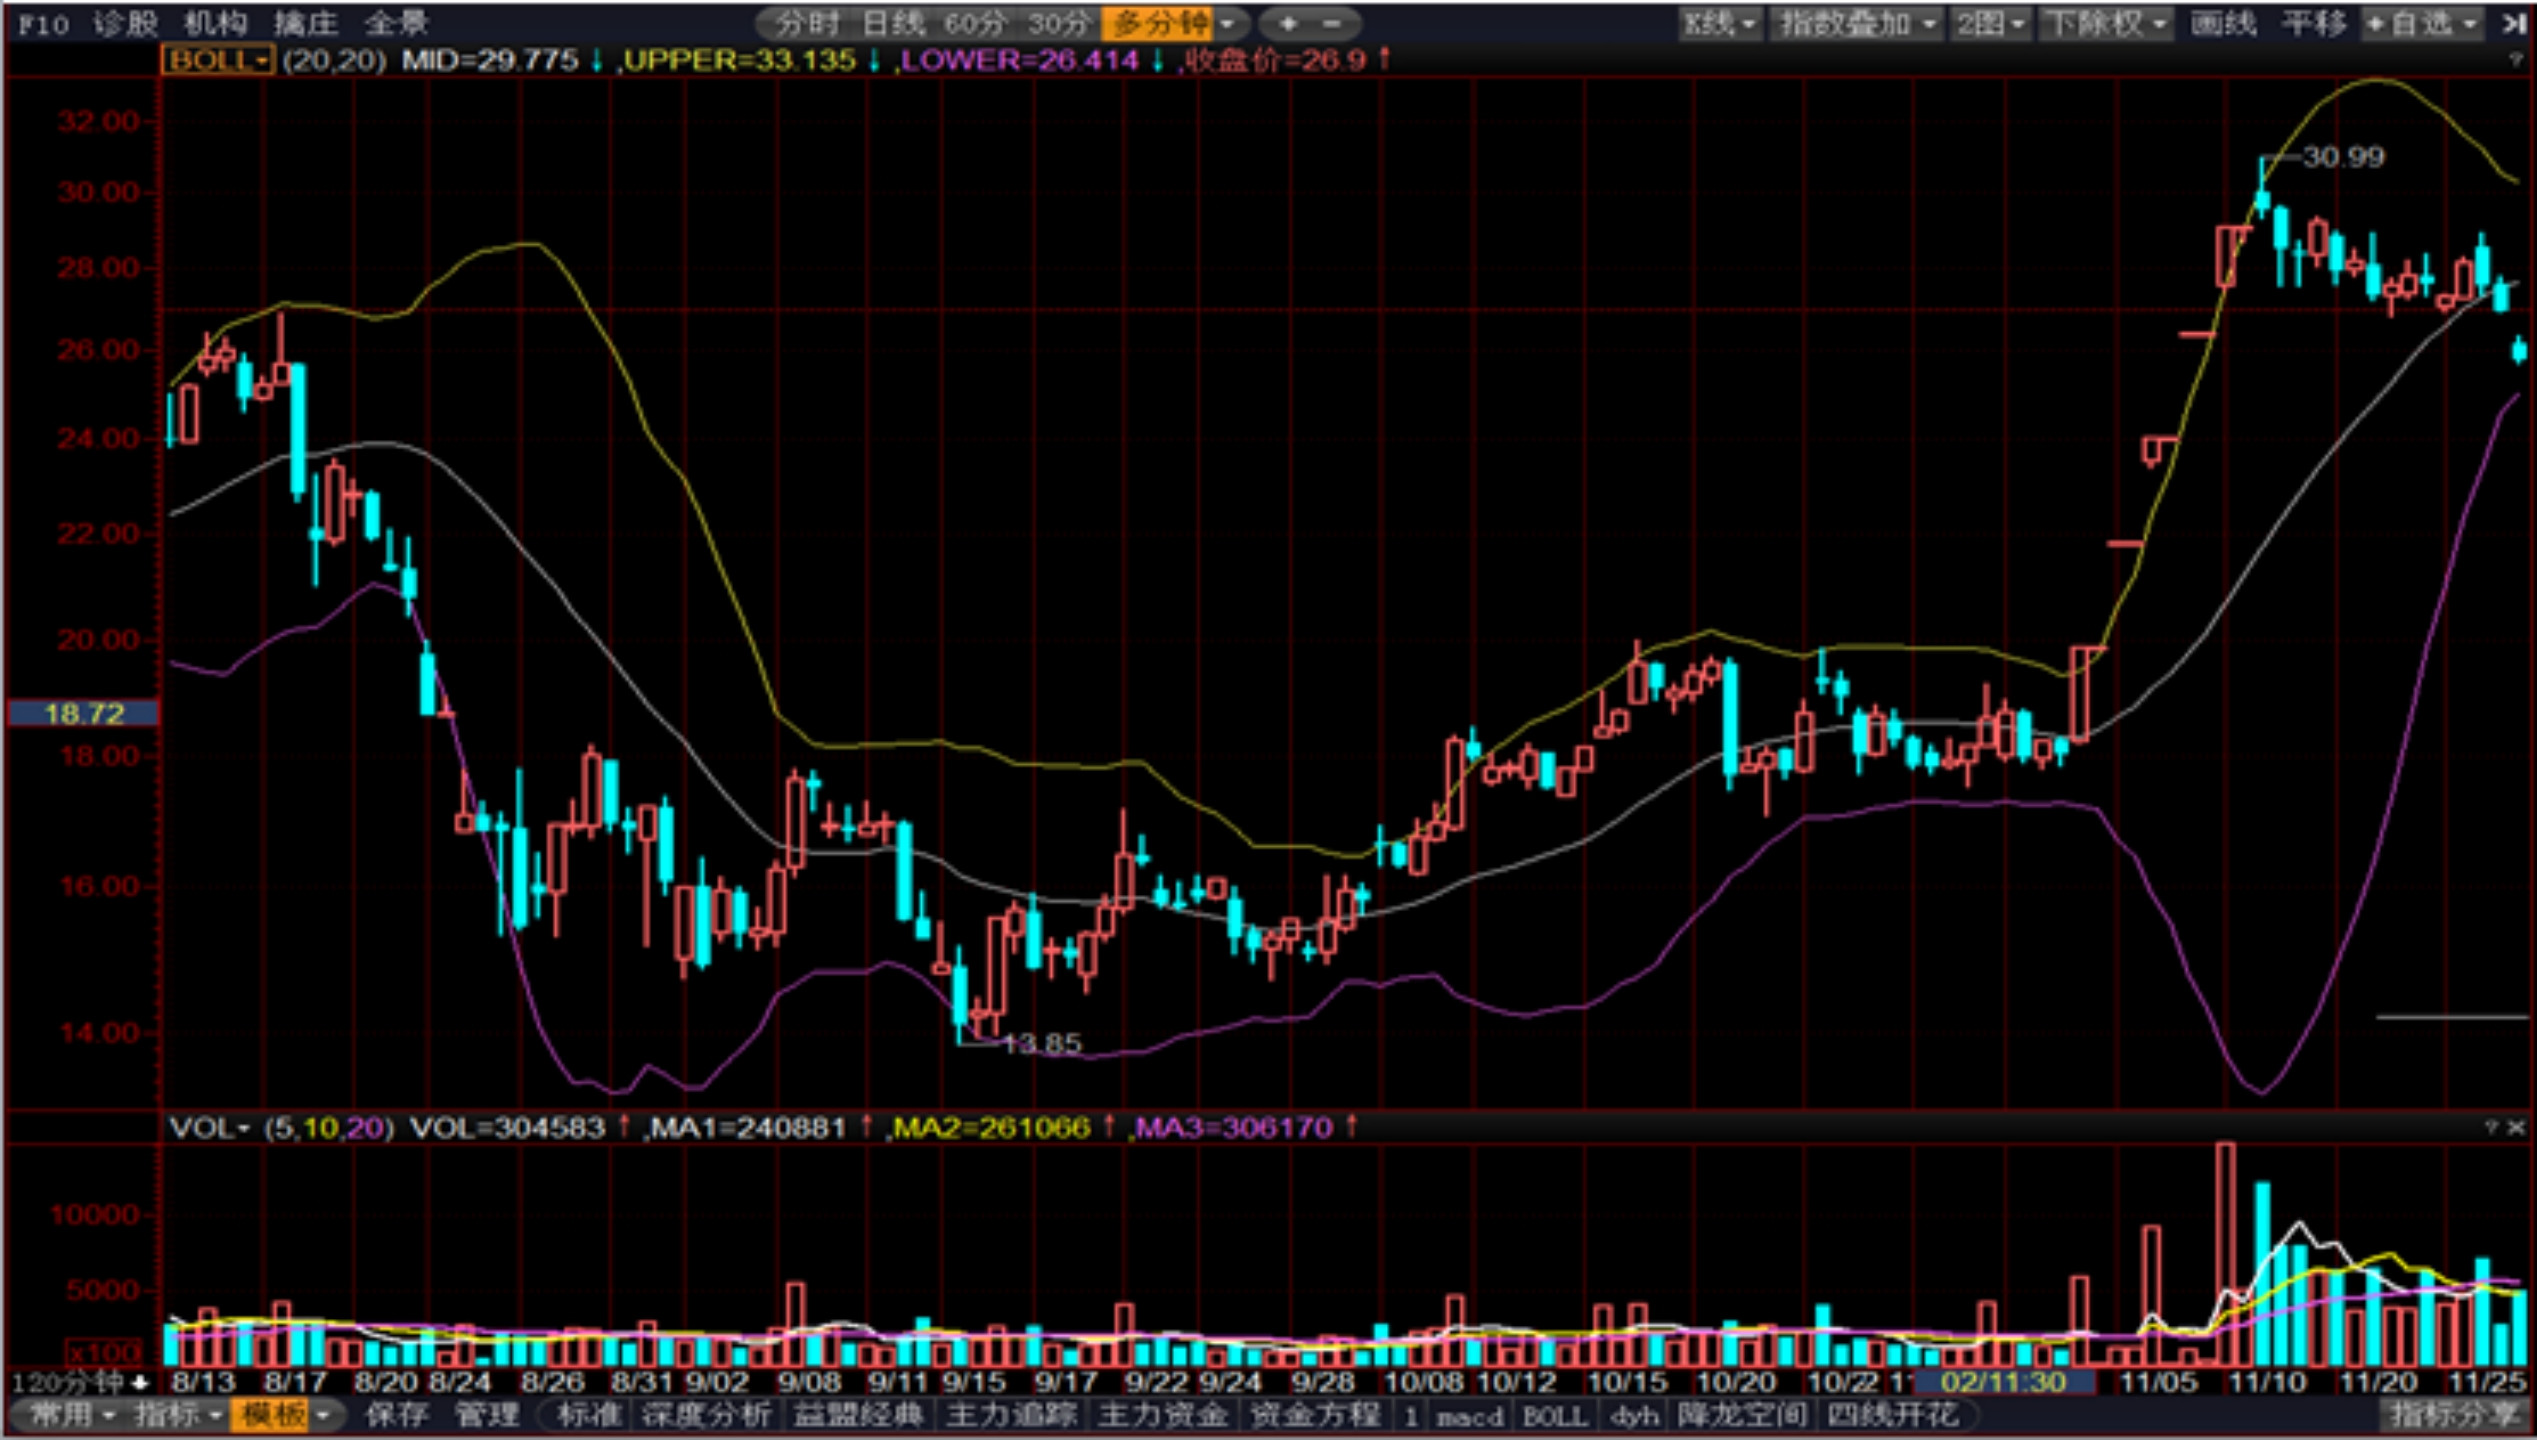 F10 诊股 机构 擒庄 全景 分时 日线 60分 30分 多分钟 + - K线 指数叠加 2图 下除权 画线 平移 +自选
BOLL (20,20) MID=29.775↓ ,UPPER=33.135↓ ,LOWER=26.414↓ ,收盘价=26.9↑ ?
32.00
30.99
30.00
28.00
26.00
24.00
22.00
20.00
18.72
18.00
16.00
14.00
13.85
VOL (5,10,20) VOL=304583↑ ,MA1=240881↑ ,MA2=261066↑ ,MA3=306170↑ ? ×
10000
5000
x100
120分钟 8/13 8/17 8/20 8/24 8/26 8/31 9/02 9/08 9/11 9/15 9/17 9/22 9/24 9/28 10/08 10/12 10/15 10/20 10/22 1 02/11:30 11/05 11/10 11/20 11/25
常用 指标 模板 保存 管理 标准 深度分析 益盟经典 主力追踪 主力资金 资金方程 1 macd BOLL dyh 降龙空间 四线开花 指标分享